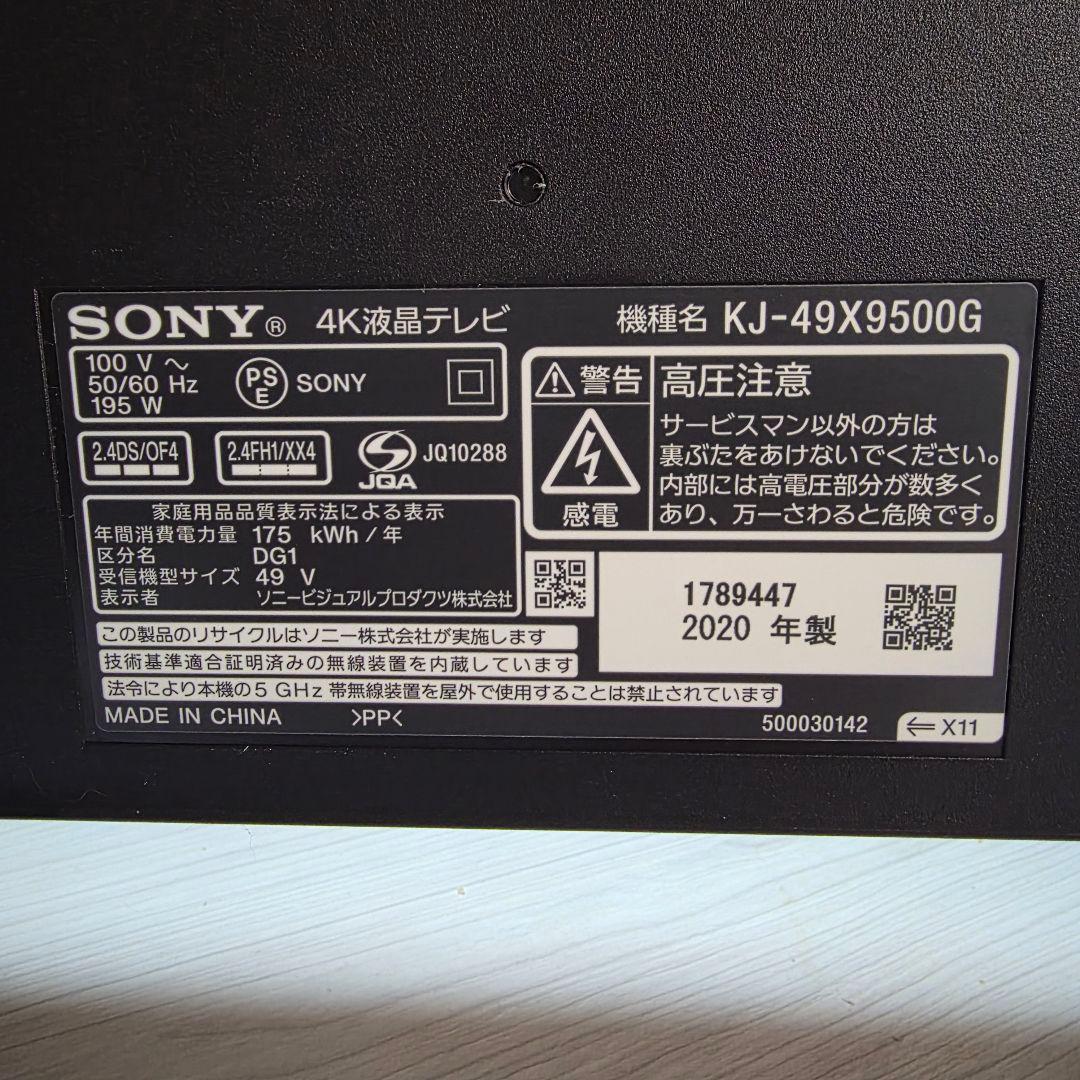 SONY® 4K液晶テレビ 機種名 KJ-49X9500G
100 V ～
50/60 Hz
195 W
PS
E
SONY
2.4DS/OF4
2.4FH1/XX4
JQA
JQ10288
家庭用品品質表示法による表示
年間消費電力量 175 kWh / 年
区分名 DG1
受信機型サイズ 49 V
表示者 ソニービジュアルプロダクツ株式会社
警告
感電
高圧注意
サービスマン以外の方は
裏ぶたをあけないでください。
内部には高電圧部分が数多く
あり、万一さわると危険です。
1789447
2020 年製
この製品のリサイクルはソニー株式会社が実施します
技術基準適合証明済みの無線装置を内蔵しています
法令により本機の5 GHz 帯無線装置を屋外で使用することは禁止されています
MADE IN CHINA >PP< 500030142 ⇐ X11